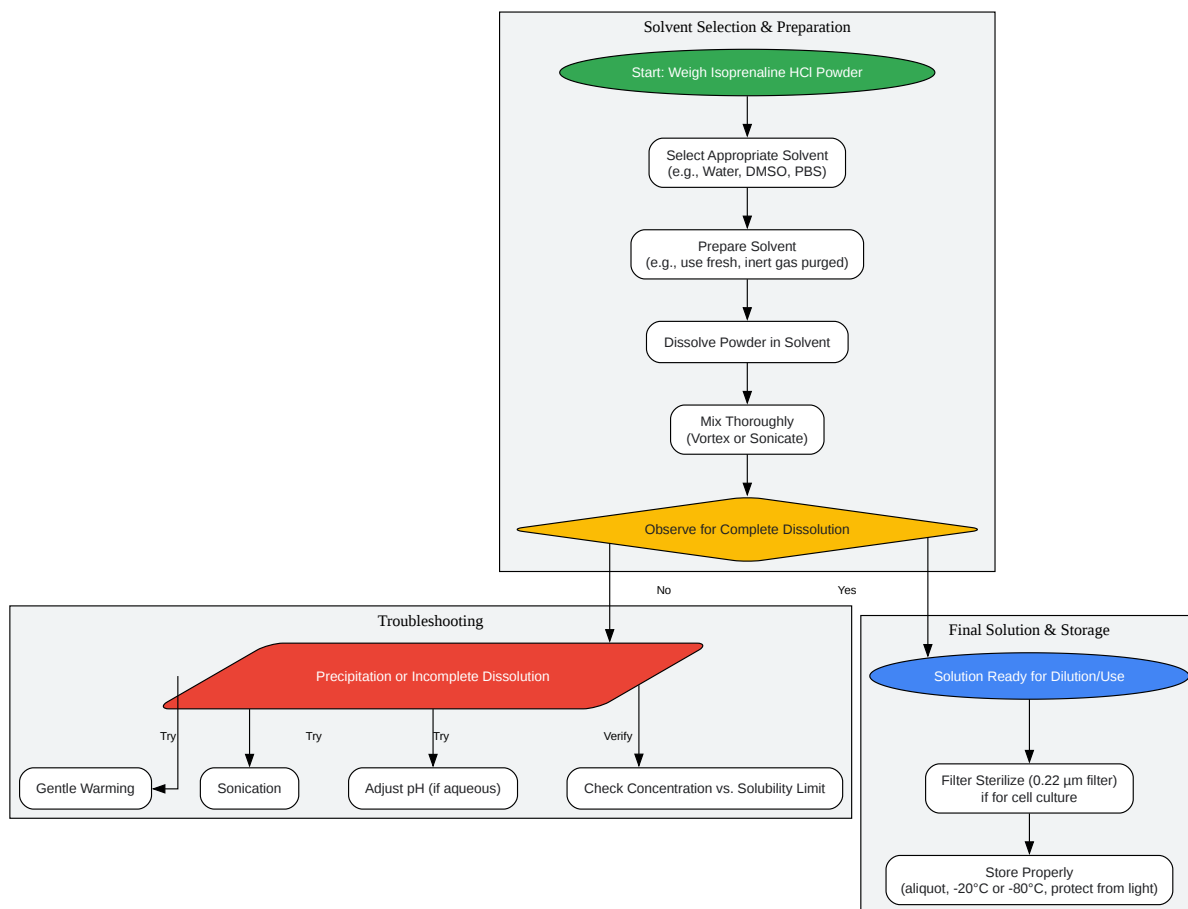 Solvent Selection & Preparation
Start: Weigh Isoprenaline HCl Powder
Select Appropriate Solvent
(e.g., Water, DMSO, PBS)
Prepare Solvent
(e.g., use fresh, inert gas purged)
Dissolve Powder in Solvent
Mix Thoroughly
(Vortex or Sonicate)
Observe for Complete Dissolution
No
Yes
Troubleshooting
Precipitation or Incomplete Dissolution
Try
Try
Try
Verify
Gentle Warming
Sonication
Adjust pH (if aqueous)
Check Concentration vs. Solubility Limit
Final Solution & Storage
Solution Ready for Dilution/Use
Filter Sterilize (0.22 µm filter)
if for cell culture
Store Properly
(aliquot, -20°C or -80°C, protect from light)